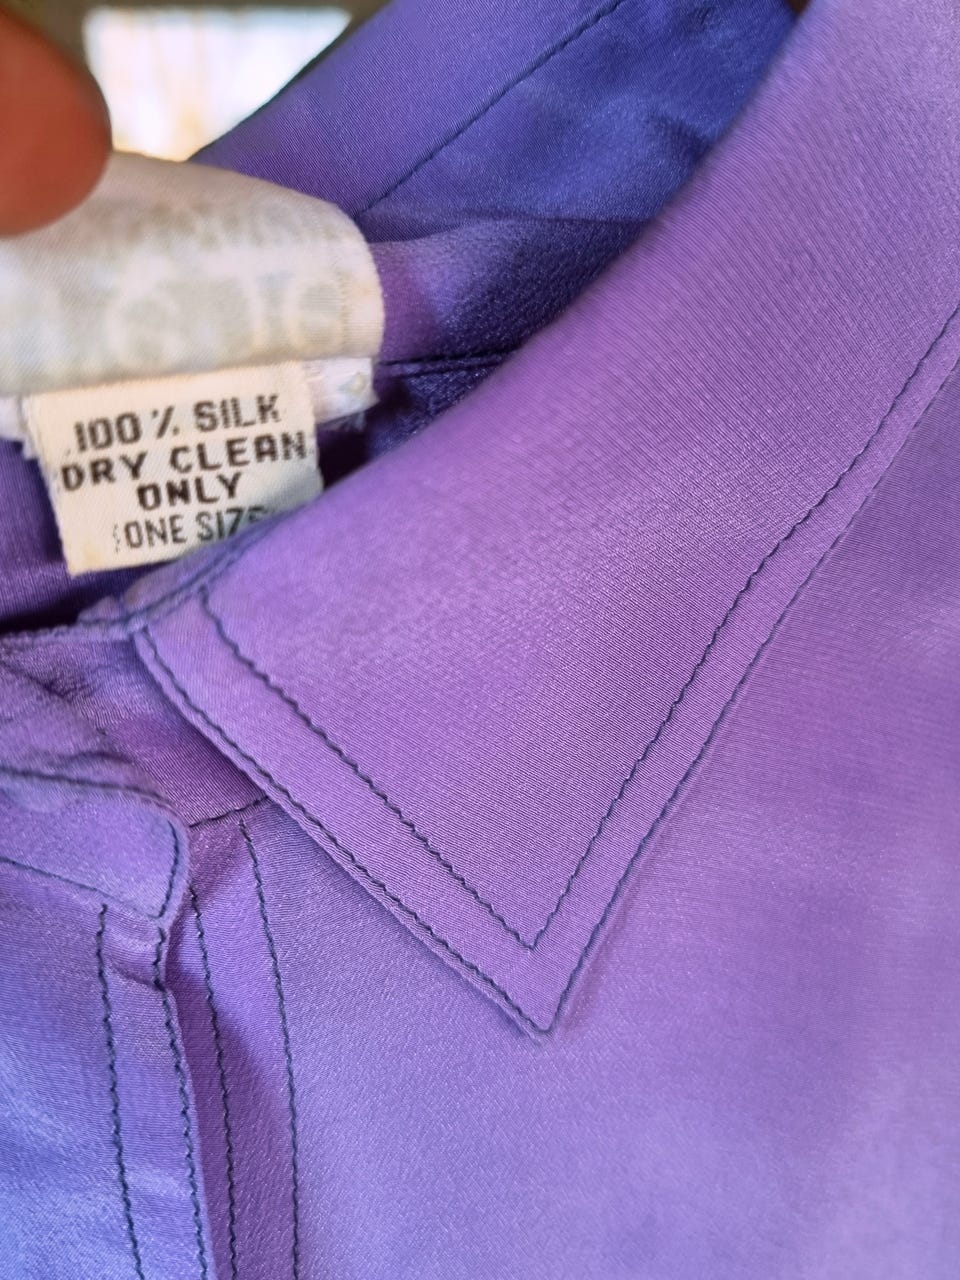 100% SILK
DRY CLEAN
ONLY
ONE SIZE